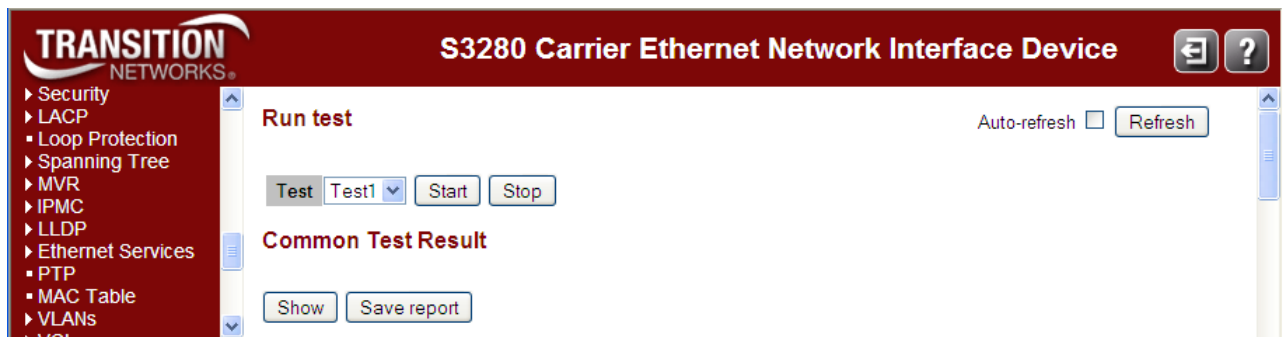 TRANSITION
NETWORKS®
S3280 Carrier Ethernet Network Interface Device
?
Security
LACP
Loop Protection
Spanning Tree
MVR
IPMC
LLDP
Ethernet Services
PTP
MAC Table
VLANs
Run test
Auto-refresh Refresh
Test Test1 Start Stop
Common Test Result
Show Save report